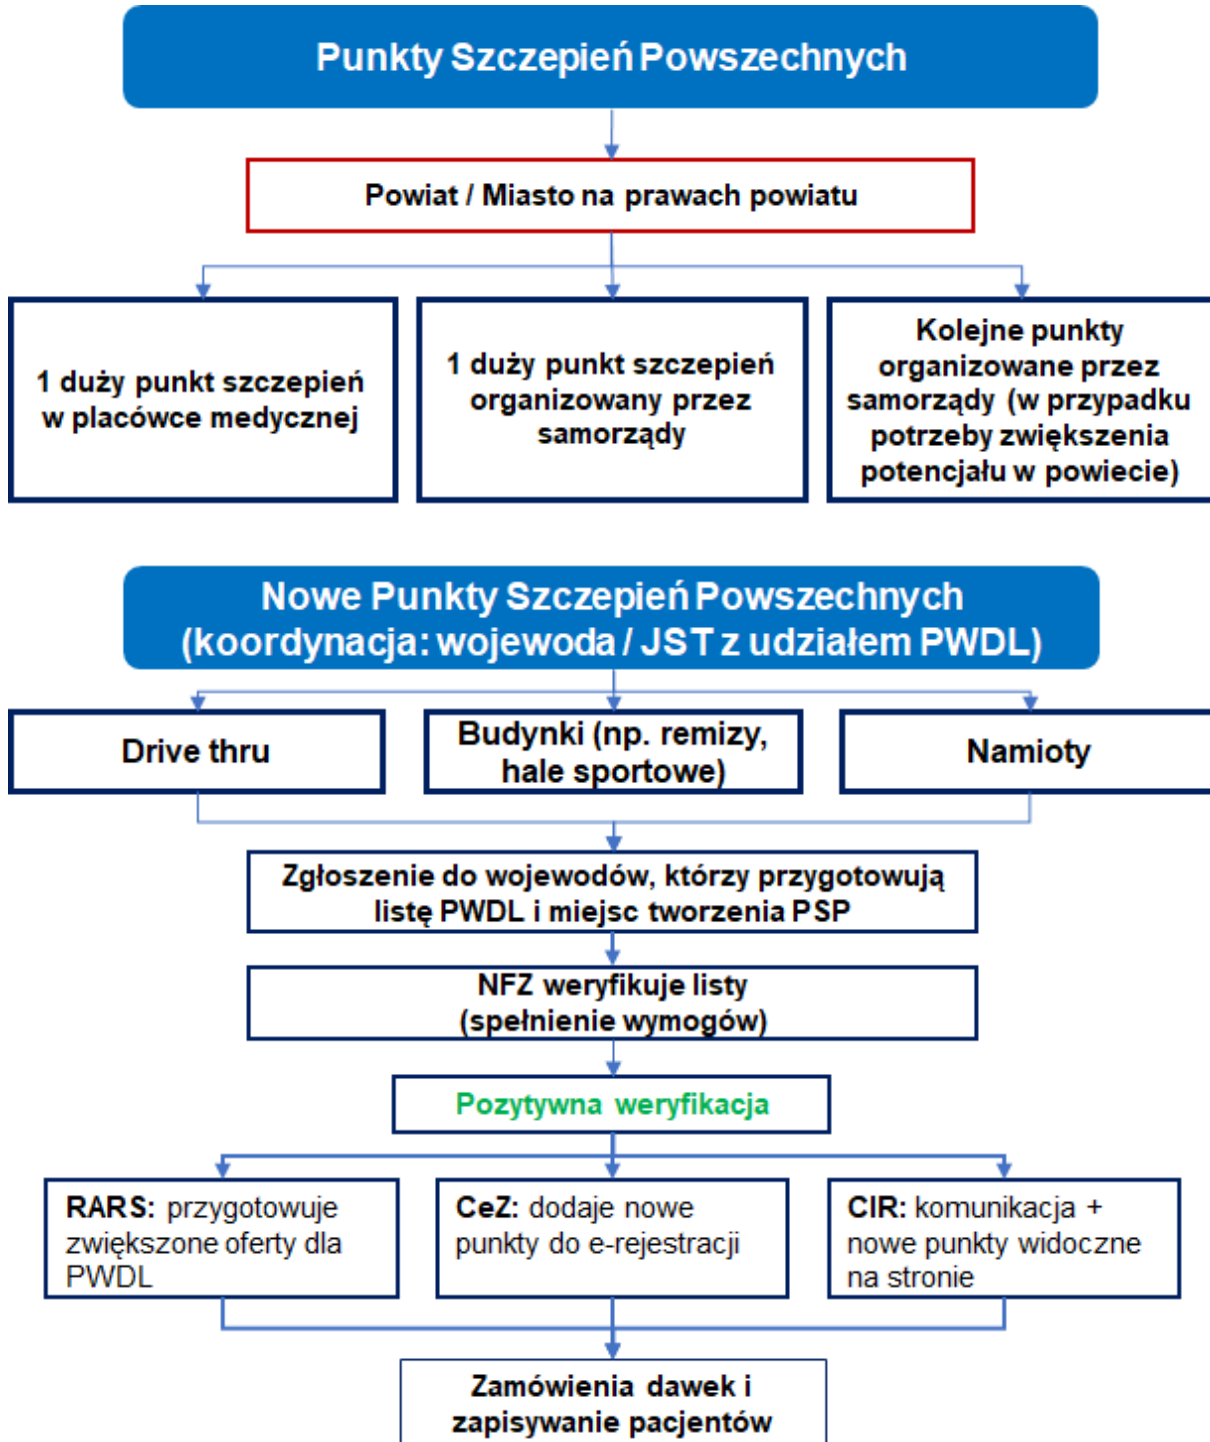 Punkty Szczepień Powszechnych
Powiat / Miasto na prawach powiatu
1 duży punkt szczepień
w placówce medycznej
1 duży punkt szczepień
organizowany przez
samorządy
Kolejne punkty
organizowane przez
samorządy (w przypadku
potrzeby zwiększenia
potencjału w powiecie)
Nowe Punkty Szczepień Powszechnych
(koordynacja: wojewoda / JST z udziałem PWDL)
Drive thru
Budynki (np. remizy,
hale sportowe)
Namioty
Zgłoszenie do wojewodów, którzy przygotowują
listę PWDL i miejsc tworzenia PSP
NFZ weryfikuje listy
(spełnienie wymogów)
Pozytywna weryfikacja
RARS: przygotowuje
zwiększone oferty dla
PWDL
CeZ: dodaje nowe
punkty do e-rejestracji
CIR: komunikacja +
nowe punkty widoczne
na stronie
Zamówienia dawek i
zapisywanie pacjentów